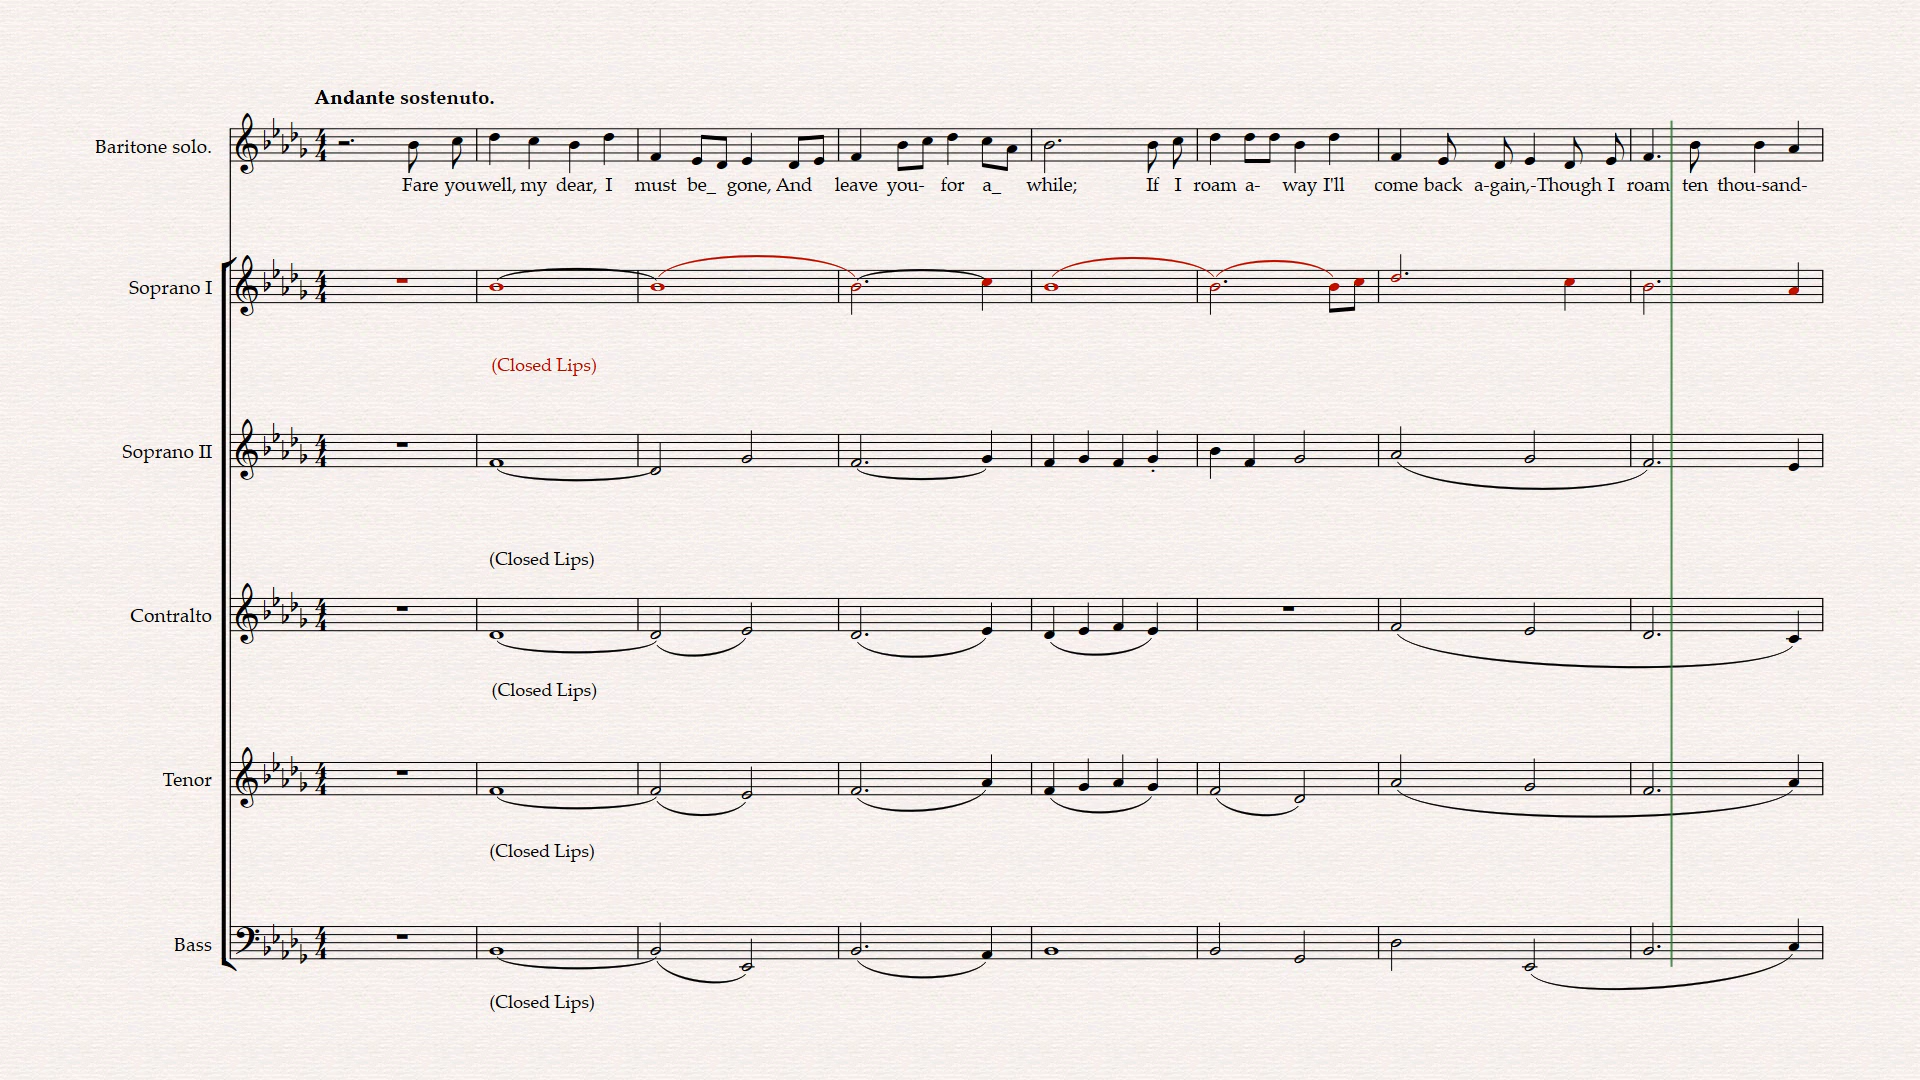 Andante sostenuto.
Baritone solo.
Fare you well, my dear, I must be_ gone, And leave you- for a_ while; If I roam a- way I'll come back a-gain,-Though I roam ten thou-sand-
Soprano I
(Closed Lips)
Soprano II
(Closed Lips)
Contralto
(Closed Lips)
Tenor
(Closed Lips)
Bass
(Closed Lips)